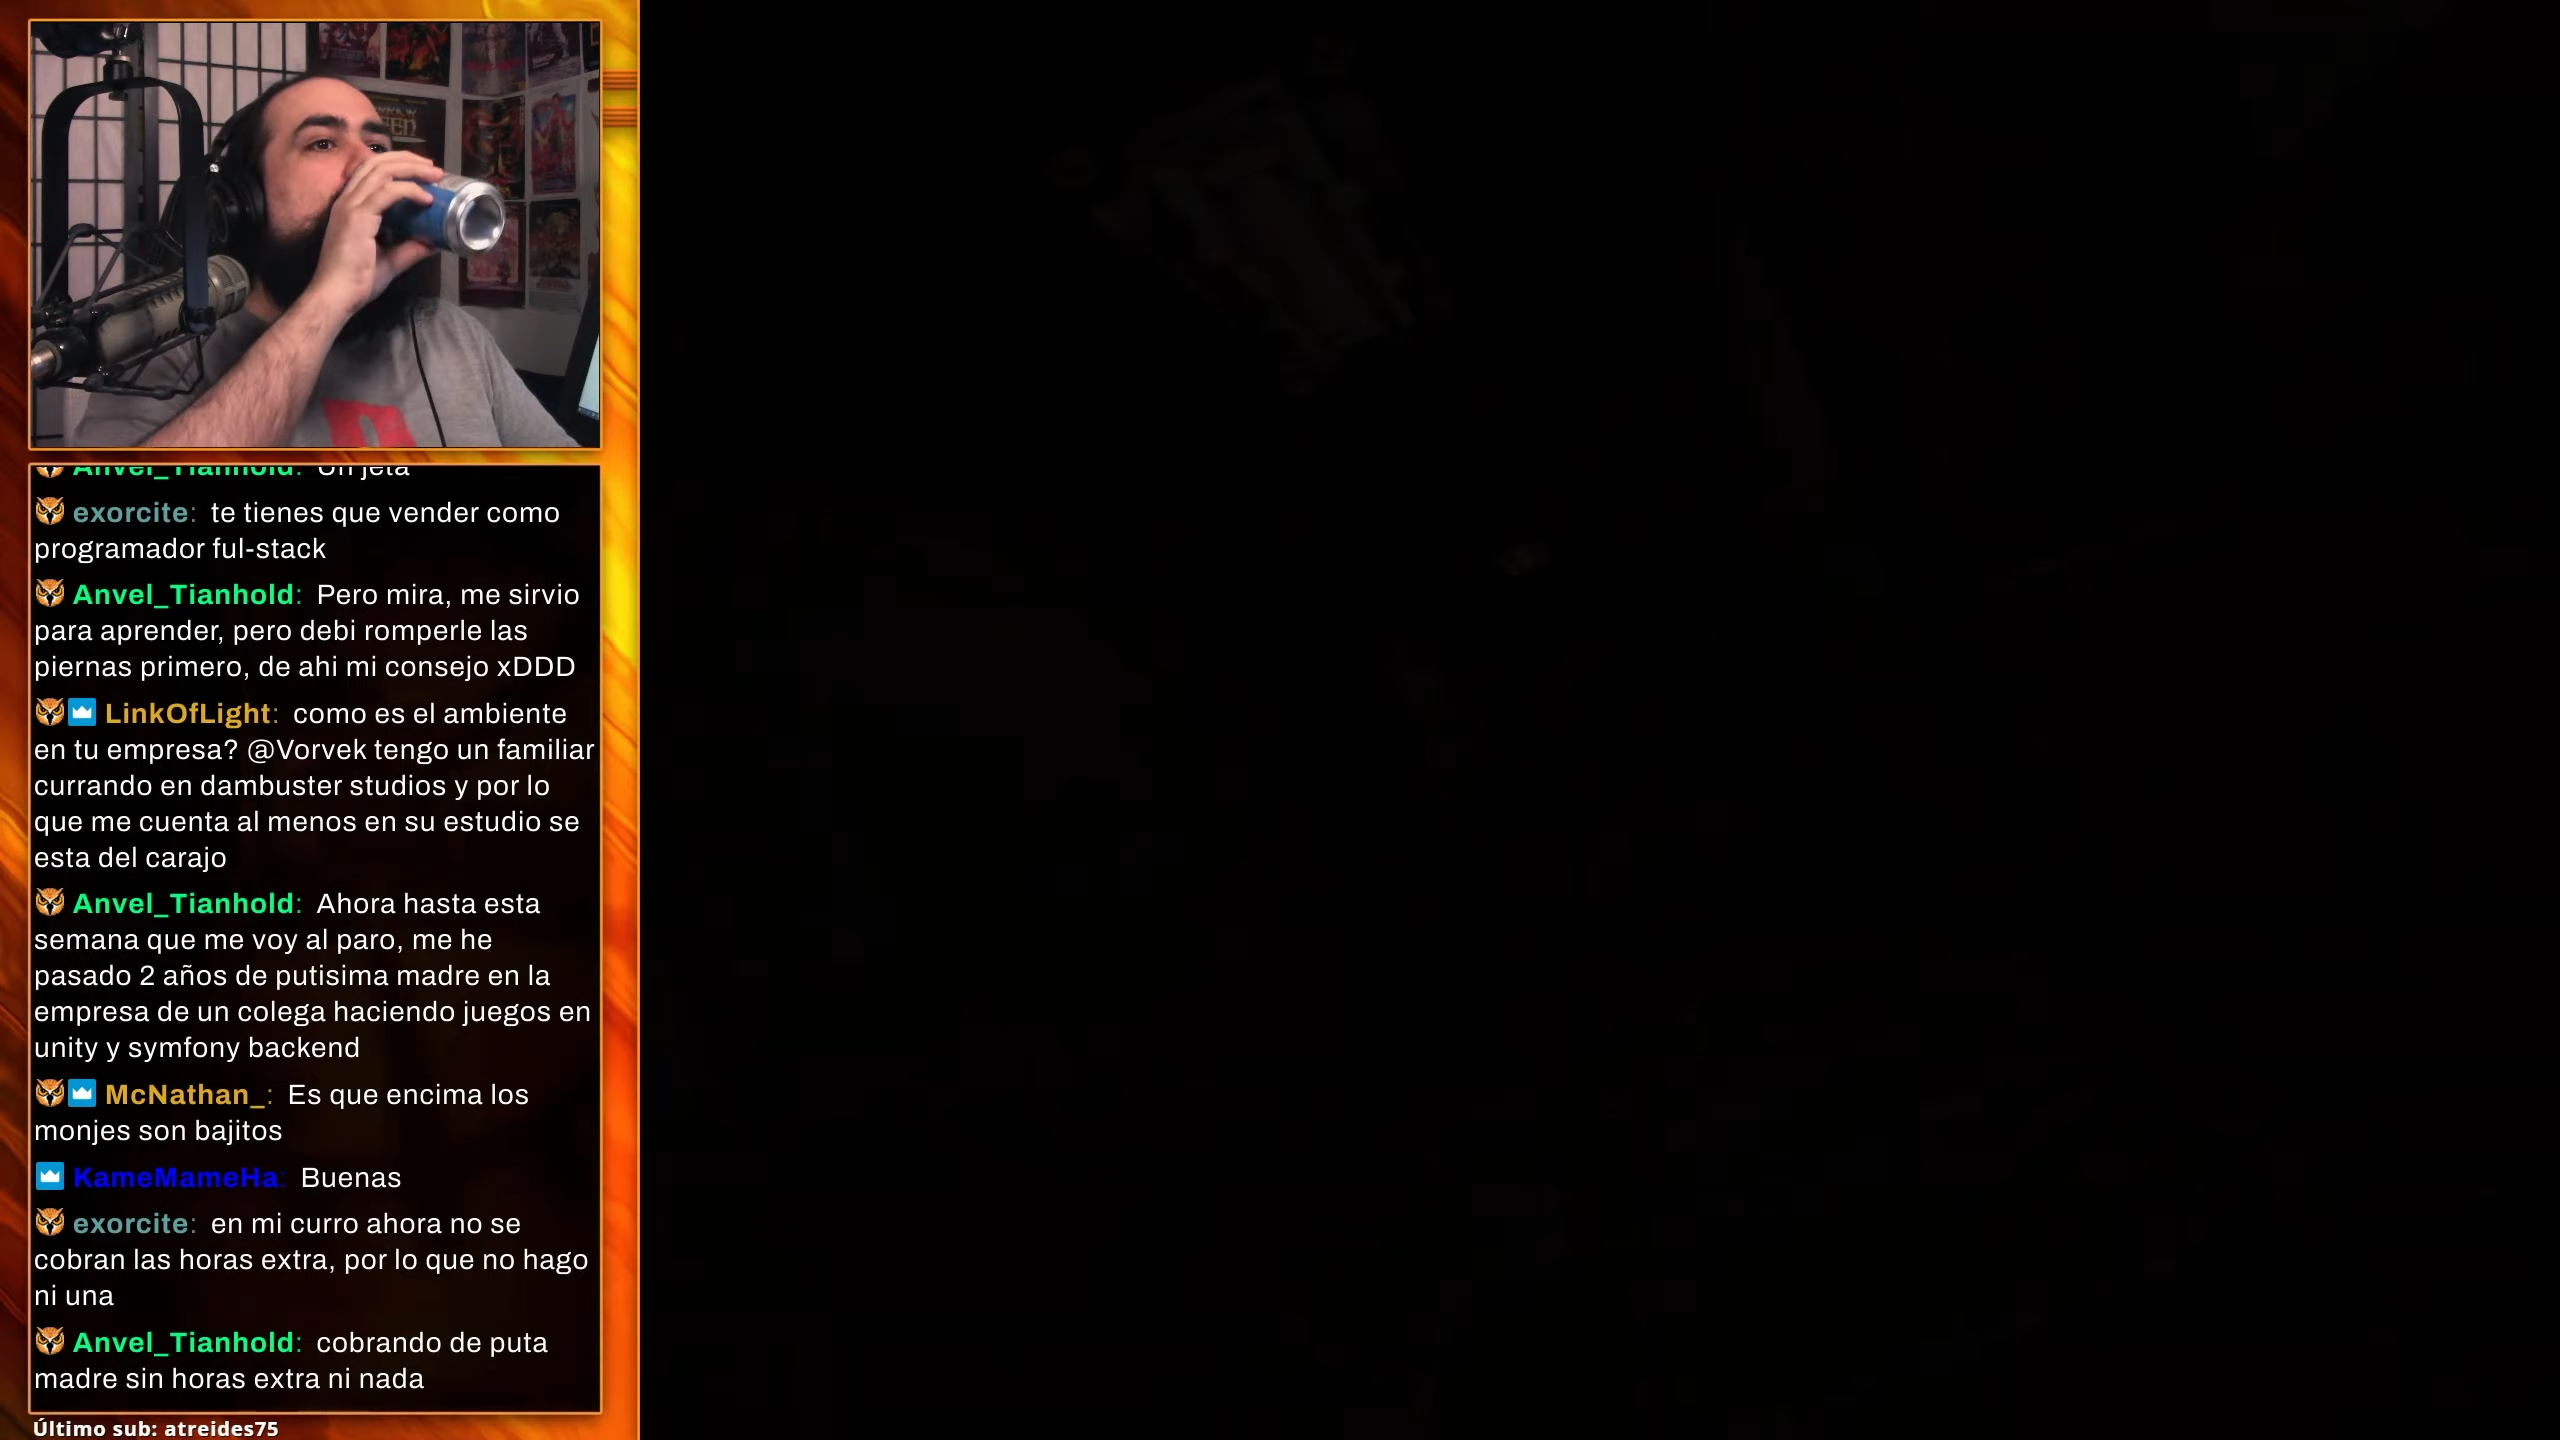 EEN
Anvel_Tianhold: Un jeta
exorcite: te tienes que vender como
programador ful-stack
Anvel_Tianhold: Pero mira, me sirvio
para aprender, pero debi romperle las
piernas primero, de ahi mi consejo xDDD
LinkOfLight: como es el ambiente
en tu empresa? @Vorvek tengo un familiar
currando en dambuster studios y por lo
que me cuenta al menos en su estudio se
esta del carajo
Anvel_Tianhold: Ahora hasta esta
semana que me voy al paro, me he
pasado 2 años de putisima madre en la
empresa de un colega haciendo juegos en
unity y symfony backend
McNathan_: Es que encima los
monjes son bajitos
KameMameHa: Buenas
exorcite: en mi curro ahora no se
cobran las horas extra, por lo que no hago
ni una
Anvel_Tianhold: cobrando de puta
madre sin horas extra ni nada
Último sub: atreides75